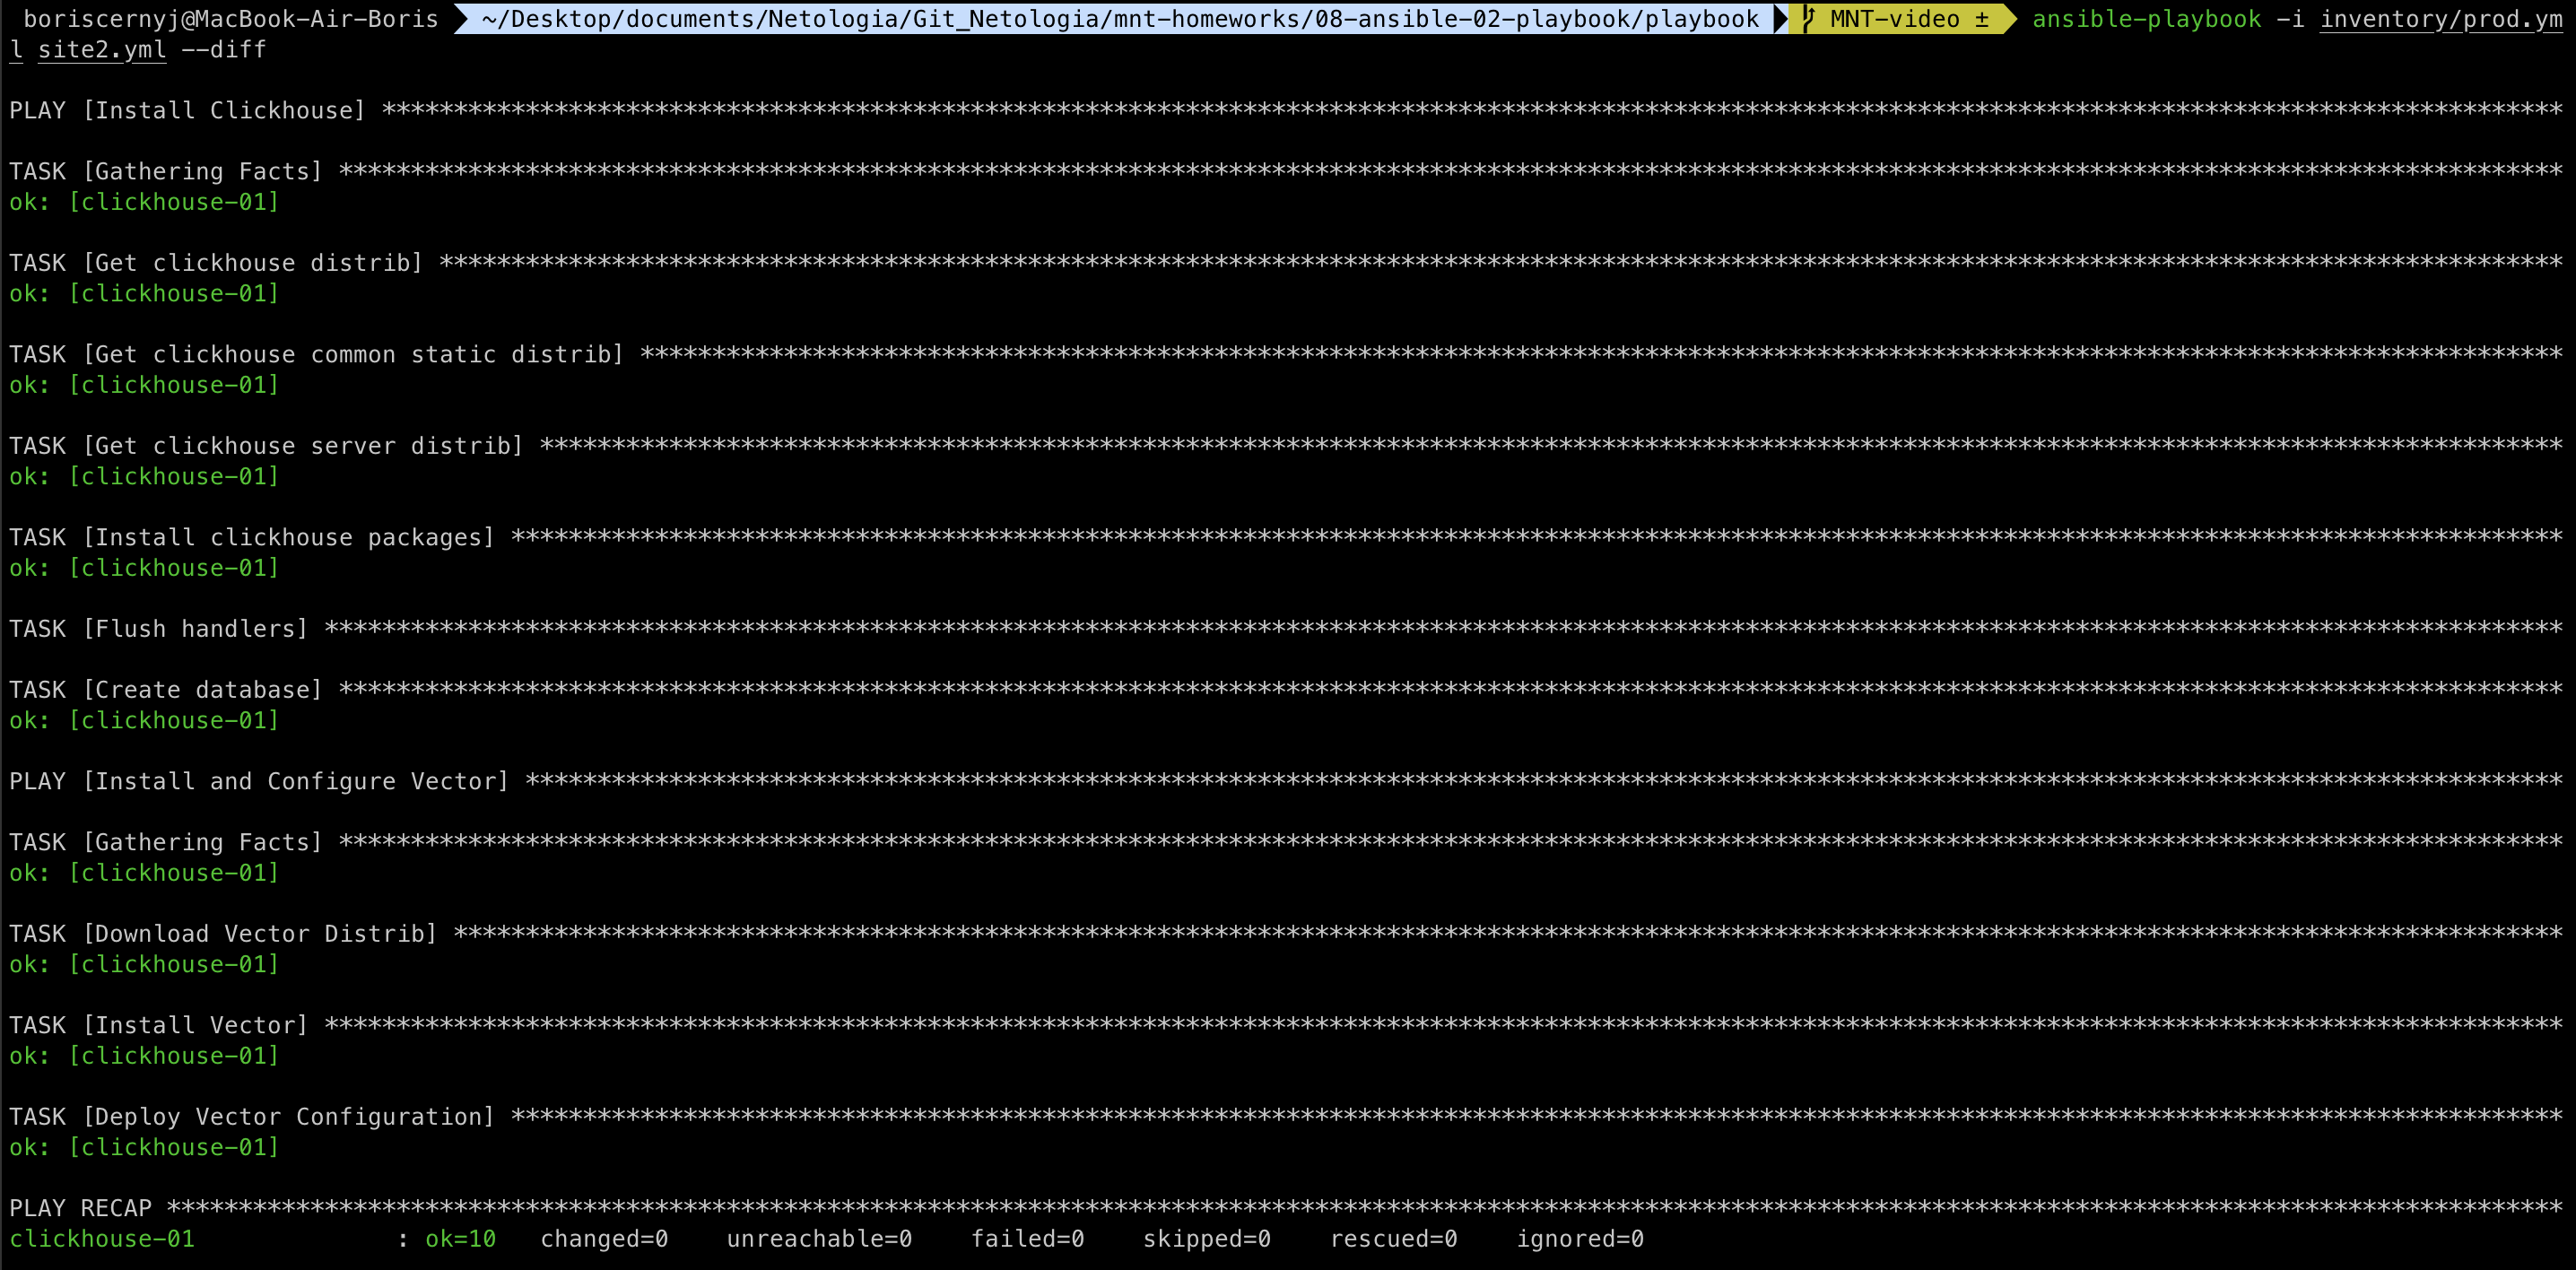 boriscernyj@MacBook-Air-Boris ~/Desktop/documents/Netologia/Git_Netologia/mnt-homeworks/08-ansible-02-playbook/playbook MNT-video ± ansible-playbook -i inventory/prod.ym
l site2.yml --diff
PLAY [Install Clickhouse] ********************************************************************************************************************************************************
TASK [Gathering Facts] ***********************************************************************************************************************************************************
ok: [clickhouse-01]
TASK [Get clickhouse distrib] ****************************************************************************************************************************************************
ok: [clickhouse-01]
TASK [Get clickhouse common static distrib] **************************************************************************************************************************************
ok: [clickhouse-01]
TASK [Get clickhouse server distrib] *********************************************************************************************************************************************
ok: [clickhouse-01]
TASK [Install clickhouse packages] ***********************************************************************************************************************************************
ok: [clickhouse-01]
TASK [Flush handlers] ************************************************************************************************************************************************************
TASK [Create database] ***********************************************************************************************************************************************************
ok: [clickhouse-01]
PLAY [Install and Configure Vector] **********************************************************************************************************************************************
TASK [Gathering Facts] ***********************************************************************************************************************************************************
ok: [clickhouse-01]
TASK [Download Vector Distrib] ***************************************************************************************************************************************************
ok: [clickhouse-01]
TASK [Install Vector] ************************************************************************************************************************************************************
ok: [clickhouse-01]
TASK [Deploy Vector Configuration] ***********************************************************************************************************************************************
ok: [clickhouse-01]
PLAY RECAP ***********************************************************************************************************************************************************************
clickhouse-01 : ok=10 changed=0 unreachable=0 failed=0 skipped=0 rescued=0 ignored=0